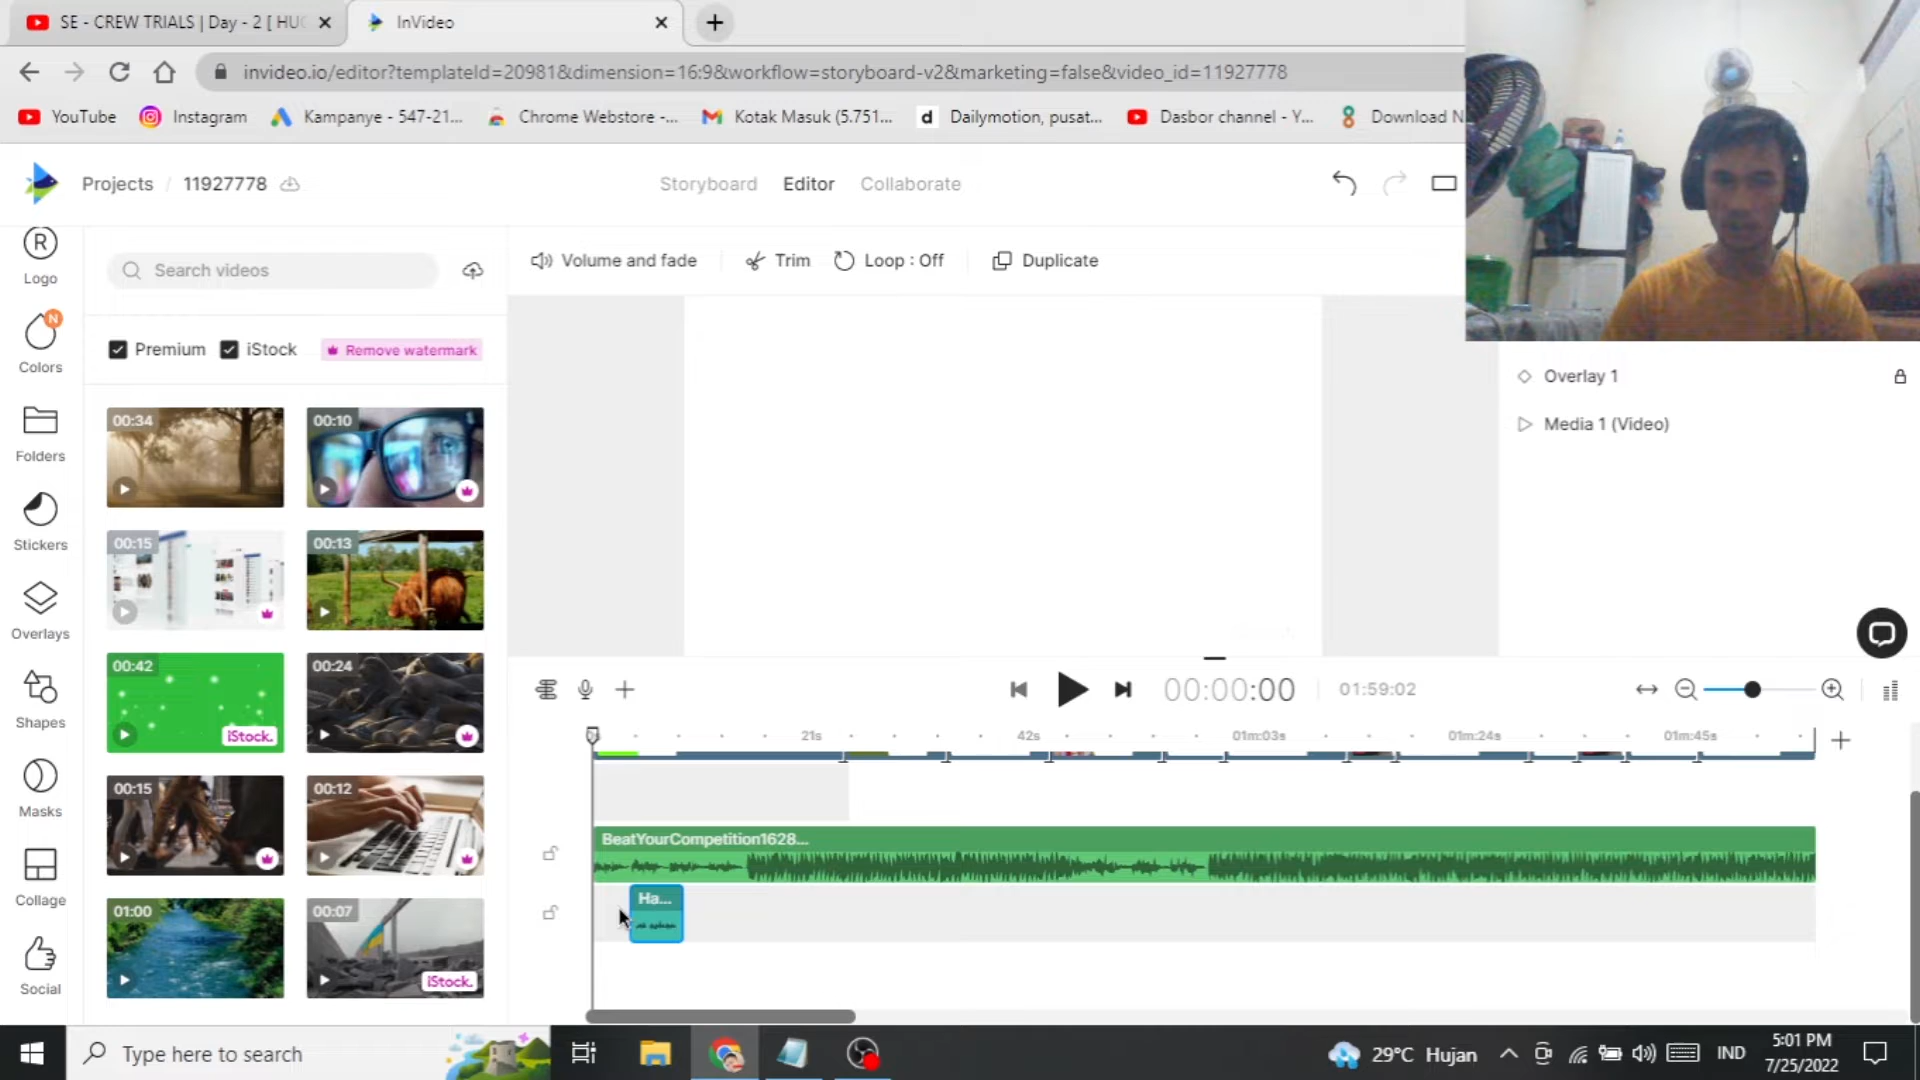 SE - CREW TRIALS | Day - 2 [ HU
InVideo
invideo.io/editor?templateId=20981&dimension=16:9&workflow=storyboard-v2&marketing=false&video_id=11927778
YouTube
Instagram
Kampanye - 547-21...
Chrome Webstore -...
Kotak Masuk (5.751...
Dailymotion, pusat...
Dasbor channel - Y...
Download N
Projects / 11927778
Storyboard
Editor
Collaborate
Logo
Colors
N
Folders
Stickers
Overlays
Shapes
Masks
Collage
Social
Search videos
Premium
iStock
Remove watermark
00:34
00:10
00:15
00:13
00:42
iStock.
00:24
00:15
00:12
01:00
00:07
iStock.
Volume and fade
Trim
Loop : Off
Duplicate
Overlay 1
Media 1 (Video)
00:00:00
01:59:02
21s
42s
01m:03s
01m:24s
01m:45s
BeatYourCompetition1628...
Ha...
Type here to search
29°C Hujan
IND
5:01 PM
7/25/2022